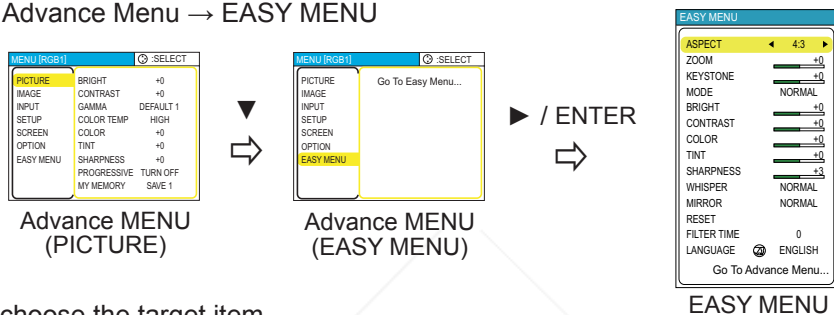 Advance Menu → EASY MENU
MENU [RGB1] :SELECT
PICTURE BRIGHT +0
IMAGE CONTRAST +0
INPUT GAMMA DEFAULT 1
SETUP COLOR TEMP HIGH
SCREEN COLOR +0
OPTION TINT +0
EASY MENU SHARPNESS +0
PROGRESSIVE TURN OFF
MY MEMORY SAVE 1
Advance MENU
(PICTURE)
▼
⇨
MENU [RGB1] :SELECT
PICTURE Go To Easy Menu...
IMAGE
INPUT
SETUP
SCREEN
OPTION
EASY MENU
Advance MENU
(EASY MENU)
► / ENTER
⇨
EASY MENU
ASPECT ◄ 4:3 ►
ZOOM +0
KEYSTONE +0
MODE NORMAL
BRIGHT +0
CONTRAST +0
COLOR +0
TINT +0
SHARPNESS +3
WHISPER NORMAL
MIRROR NORMAL
RESET
FILTER TIME 0
LANGUAGE ENGLISH
Go To Advance Menu...
EASY MENU
choose the target item